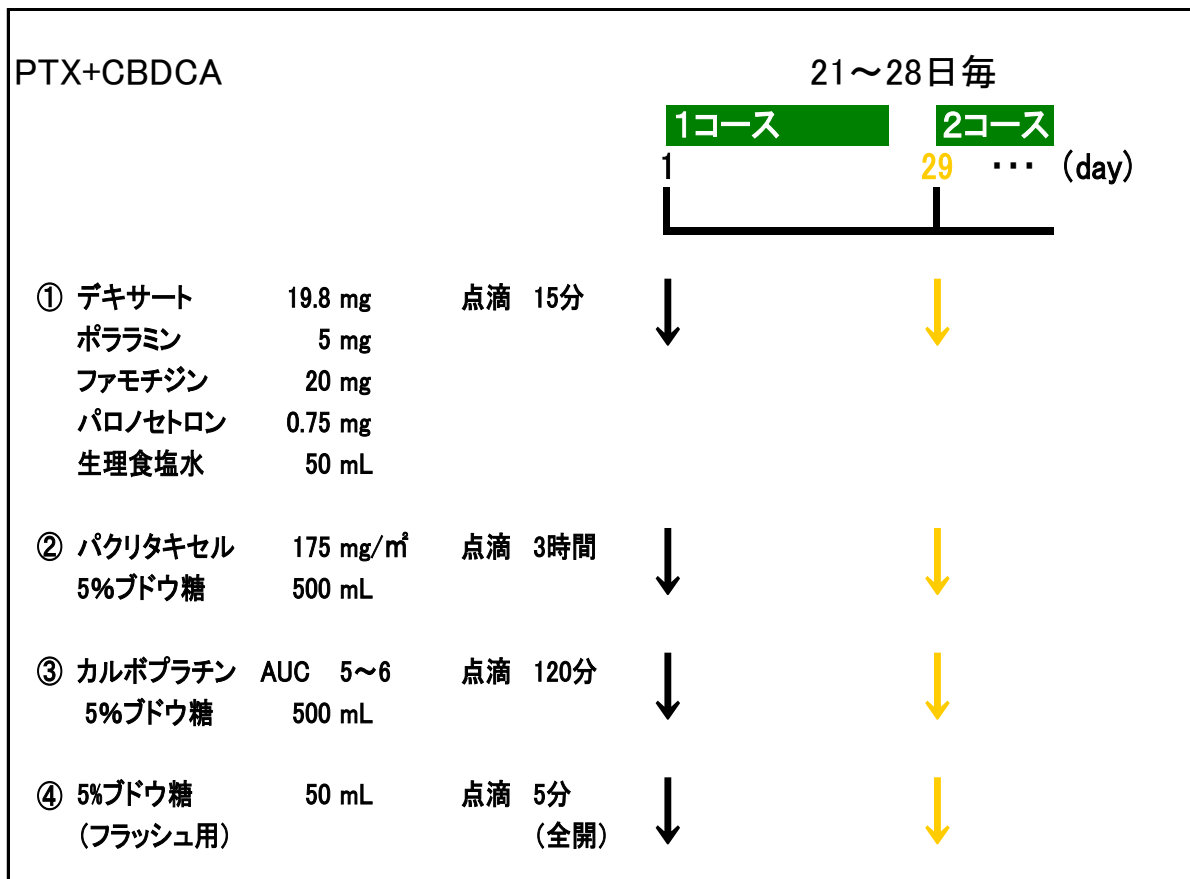 PTX+CBDCA 21～28日毎
1コース 2コース
1 29 ・・・ (day)
① デキサート 19.8 mg 点滴 15分
ポララミン 5 mg
ファモチジン 20 mg
パロノセトロン 0.75 mg
生理食塩水 50 mL
② パクリタキセル 175 mg/㎡ 点滴 3時間
5%ブドウ糖 500 mL
③ カルボプラチン AUC 5～6 点滴 120分
5%ブドウ糖 500 mL
④ 5%ブドウ糖 50 mL 点滴 5分
(フラッシュ用) (全開)